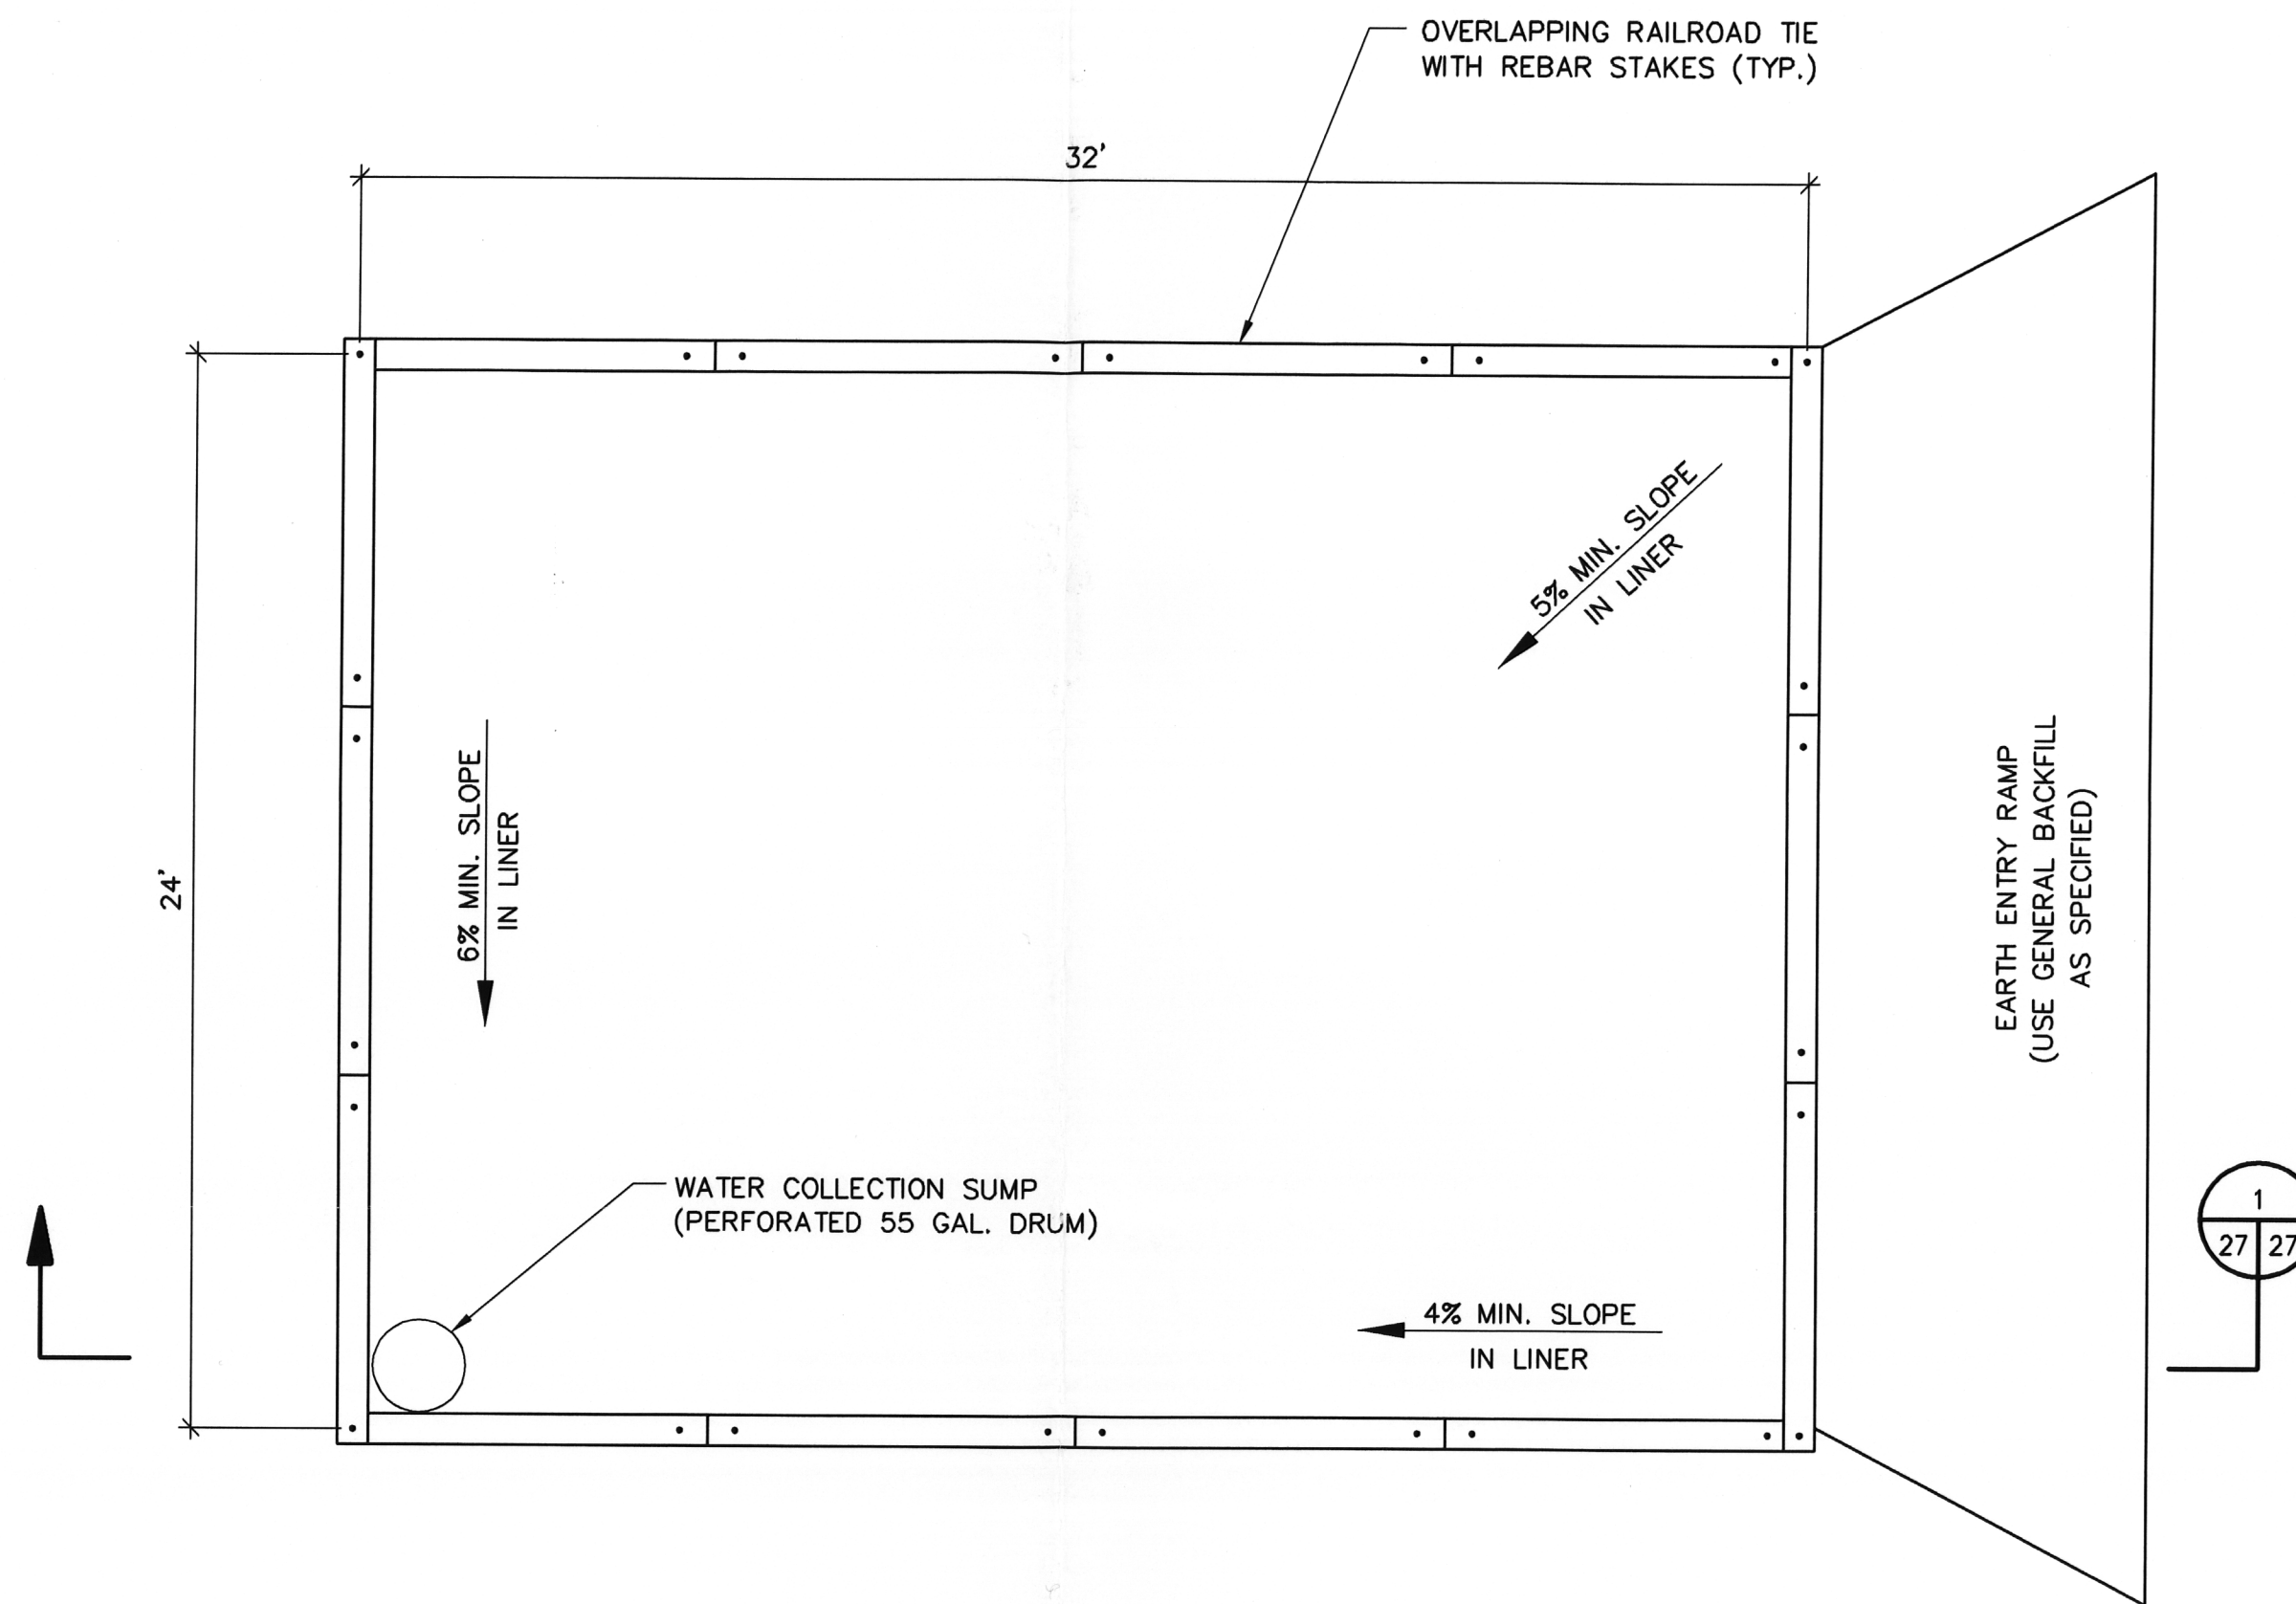 OVERLAPPING RAILROAD TIE
WITH REBAR STAKES (TYP.)
32'
24'
5% MIN. SLOPE
IN LINER
6% MIN. SLOPE
IN LINER
EARTH ENTRY RAMP
(USE GENERAL BACKFILL
AS SPECIFIED)
WATER COLLECTION SUMP
(PERFORATED 55 GAL. DRUM)
4% MIN. SLOPE
IN LINER
1
27 27